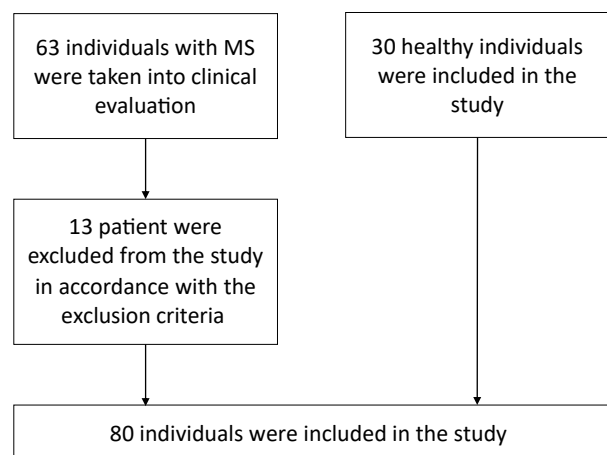 63 individuals with MS
were taken into clinical
evaluation
30 healthy individuals
were included in the
study
13 patient were
excluded from the study
in accordance with the
exclusion criteria
80 individuals were included in the study